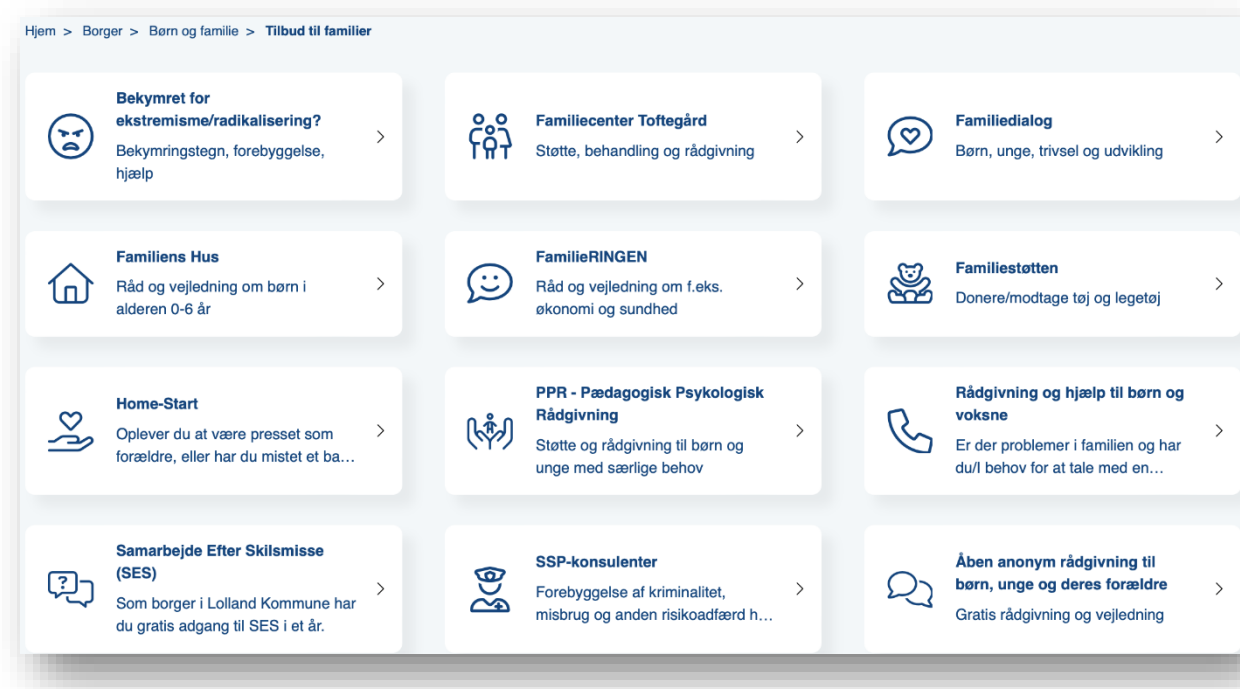 Hjem > Borger > Børn og familie > Tilbud til familier
Bekymret for
ekstremisme/radikalisering?
Bekymringstegn, forebyggelse,
hjælp
Familiecenter Toftegård
Støtte, behandling og rådgivning
Familiedialog
Børn, unge, trivsel og udvikling
Familiens Hus
Råd og vejledning om børn i
alderen 0-6 år
FamilieRINGEN
Råd og vejledning om f.eks.
økonomi og sundhed
Familiestøtten
Donere/modtage tøj og legetøj
Home-Start
Oplever du at være presset som
forældre, eller har du mistet et ba...
PPR - Pædagogisk Psykologisk
Rådgivning
Støtte og rådgivning til børn og
unge med særlige behov
Rådgivning og hjælp til børn og
voksne
Er der problemer i familien og har
du/I behov for at tale med en...
Samarbejde Efter Skilsmisse
(SES)
Som borger i Lolland Kommune har
du gratis adgang til SES i et år.
SSP-konsulenter
Forebyggelse af kriminalitet,
misbrug og anden risikoadfærd h...
Åben anonym rådgivning til
børn, unge og deres forældre
Gratis rådgivning og vejledning